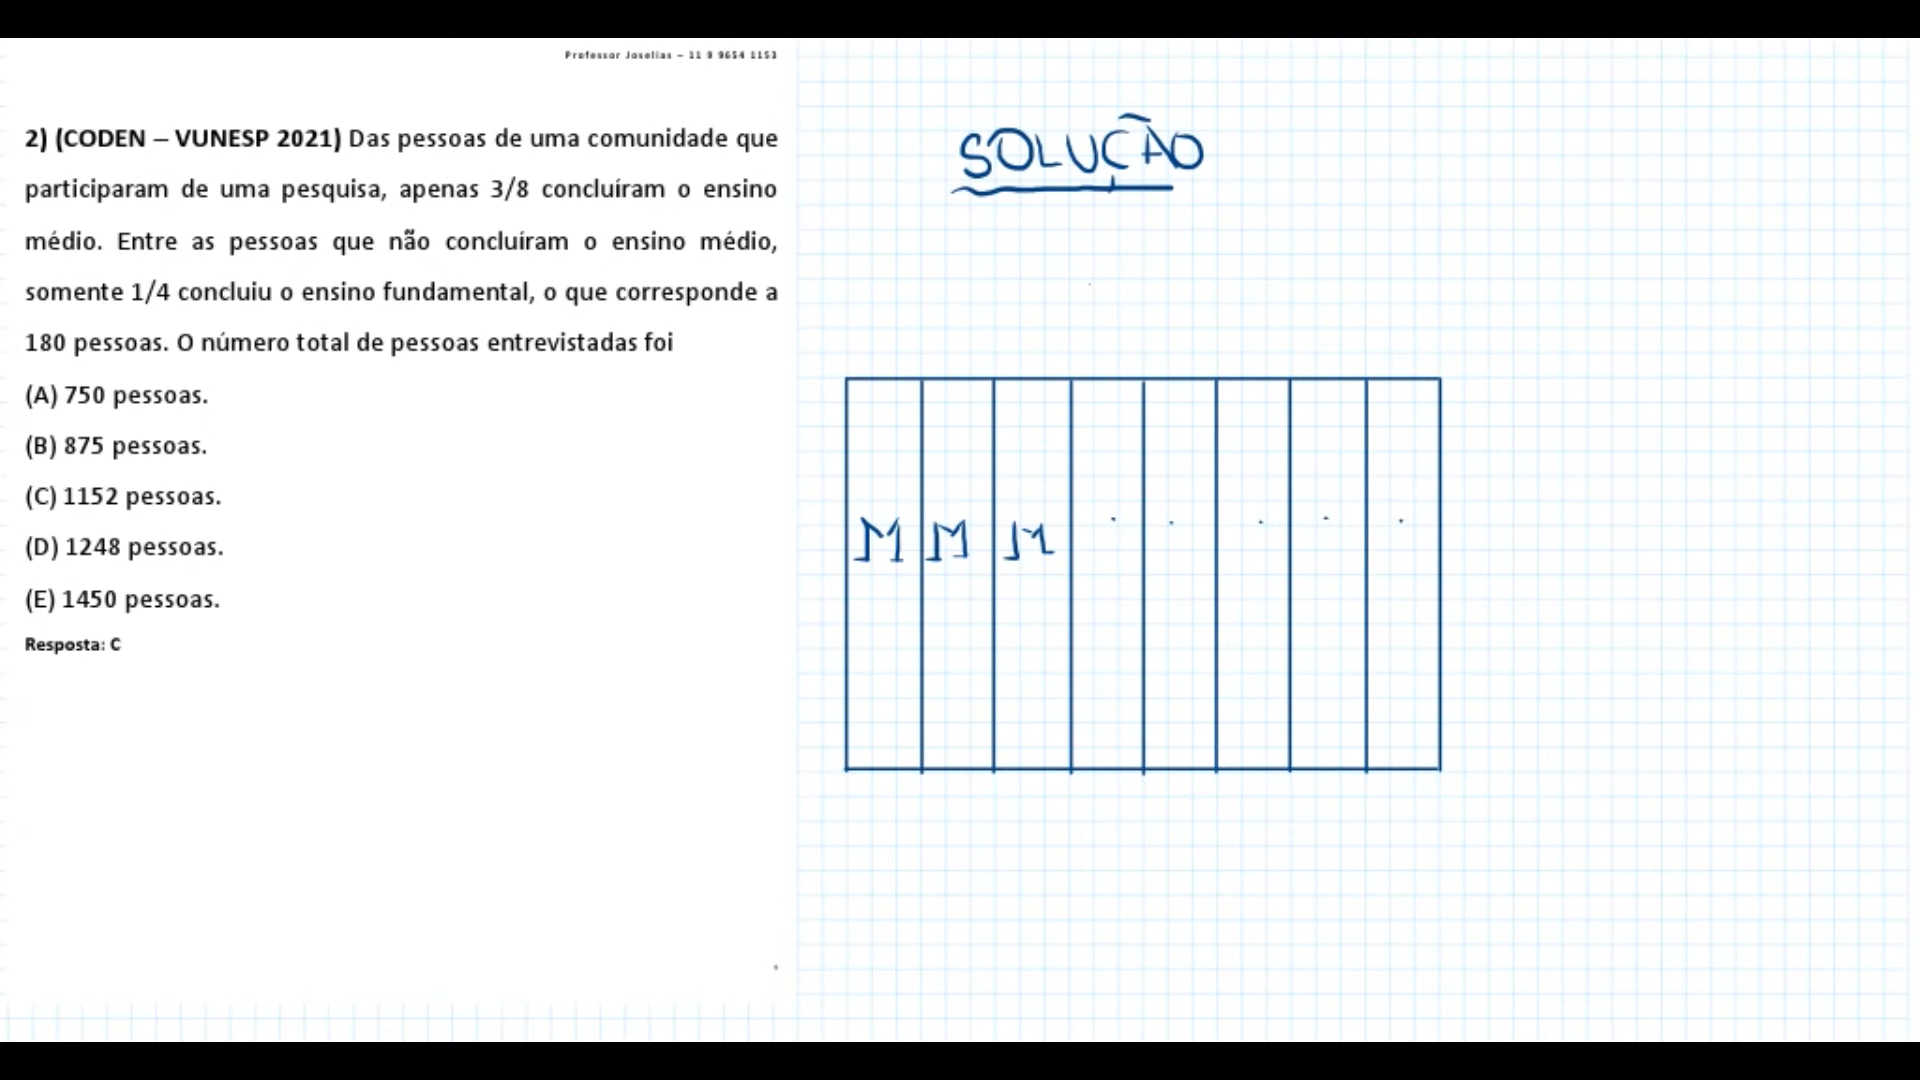 Professor Joselias – 11 9 9654 1153
2) (CODEN – VUNESP 2021) Das pessoas de uma comunidade que
participaram de uma pesquisa, apenas 3/8 concluíram o ensino
médio. Entre as pessoas que não concluíram o ensino médio,
somente 1/4 concluiu o ensino fundamental, o que corresponde a
180 pessoas. O número total de pessoas entrevistadas foi
(A) 750 pessoas.
(B) 875 pessoas.
(C) 1152 pessoas.
(D) 1248 pessoas.
(E) 1450 pessoas.
Resposta: C
SOLUÇÃO
M M M